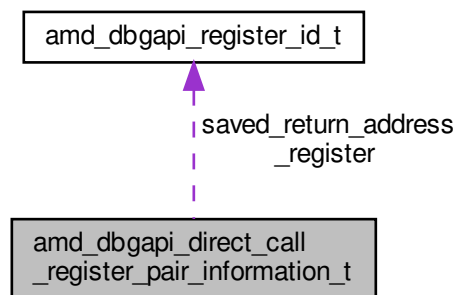 amd_dbgapi_register_id_t
saved_return_address
_register
amd_dbgapi_direct_call
_register_pair_information_t